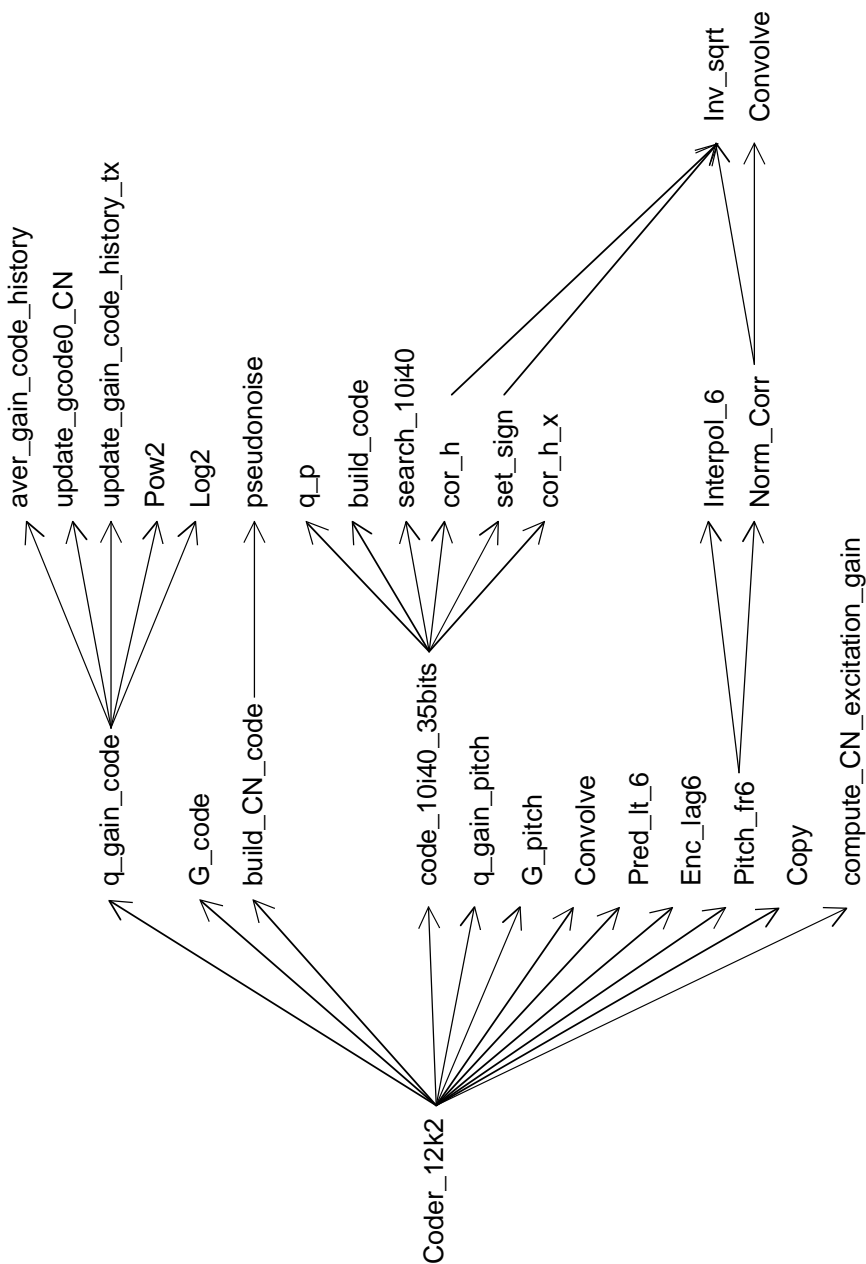 Coder_12k2
q_gain_code
G_code
build_CN_code
code_10i40_35bits
q_gain_pitch
G_pitch
Convolve
Pred_lt_6
Enc_lag6
Pitch_fr6
Copy
compute_CN_excitation_gain
aver_gain_code_history
update_gcode0_CN
update_gain_code_history_tx
Pow2
Log2
pseudonoise
q_p
build_code
search_10i40
cor_h
set_sign
cor_h_x
Interpol_6
Norm_Corr
Inv_sqrt
Convolve